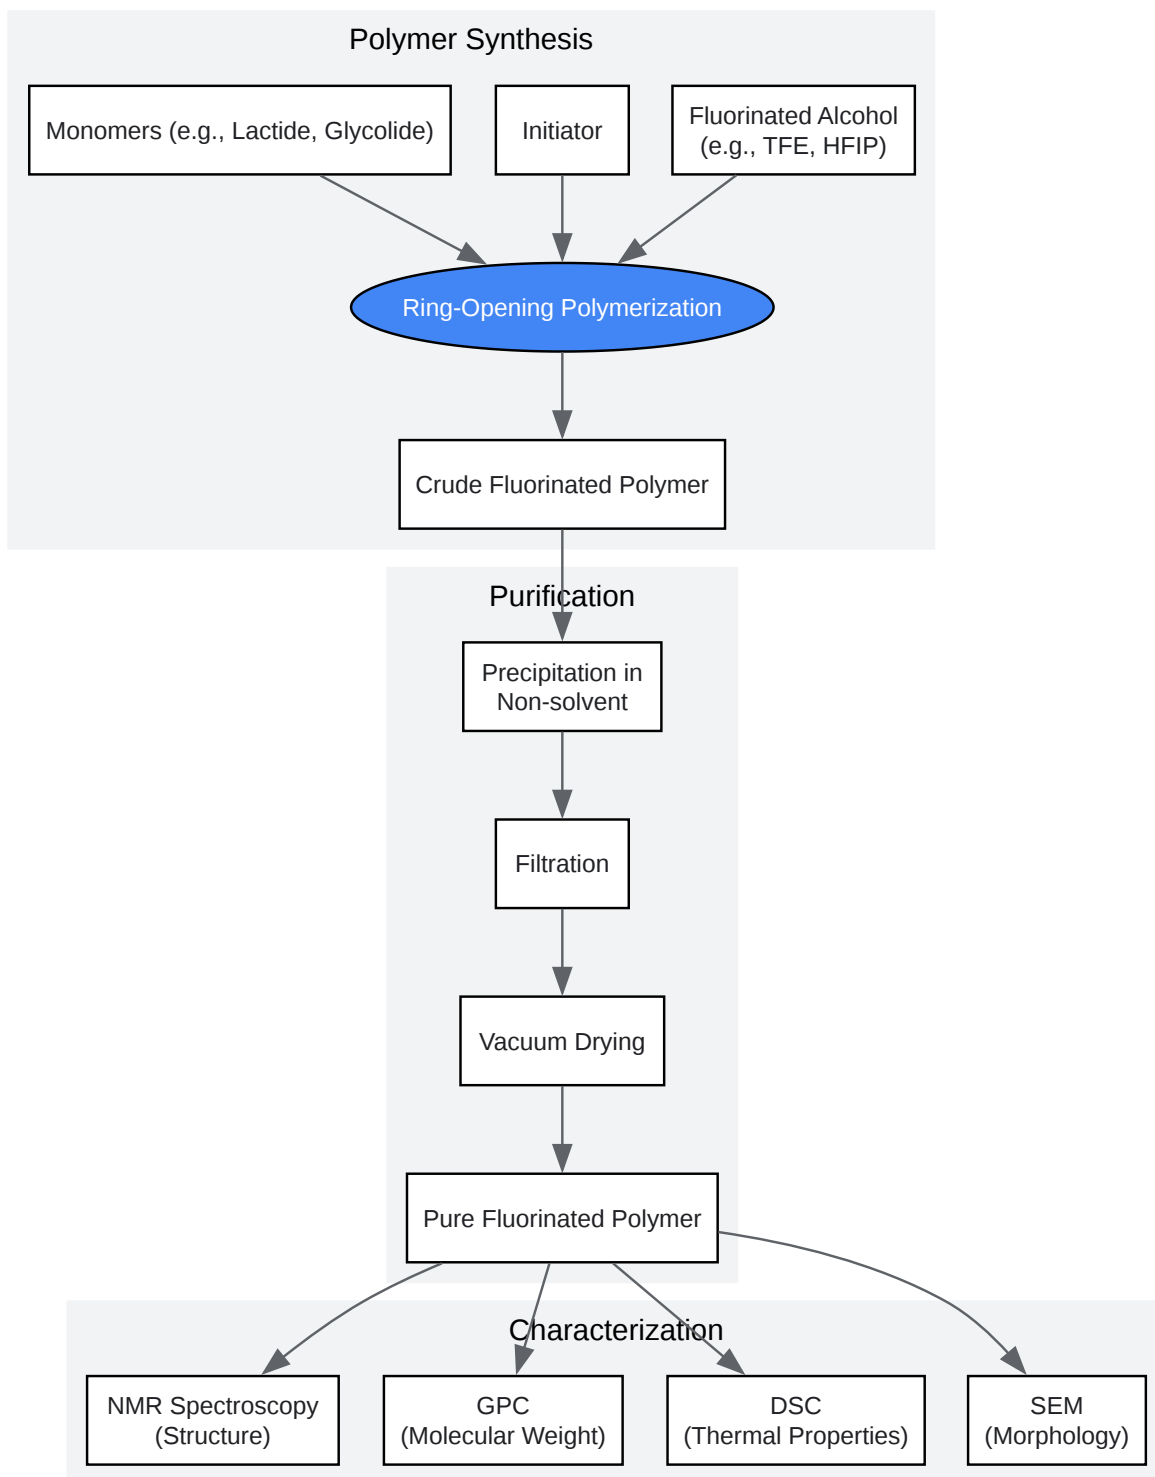 Polymer Synthesis
Monomers (e.g., Lactide, Glycolide)
Initiator
Fluorinated Alcohol
(e.g., TFE, HFIP)
Ring-Opening Polymerization
Crude Fluorinated Polymer
Purification
Precipitation in
Non-solvent
Filtration
Vacuum Drying
Pure Fluorinated Polymer
Characterization
NMR Spectroscopy
(Structure)
GPC
(Molecular Weight)
DSC
(Thermal Properties)
SEM
(Morphology)